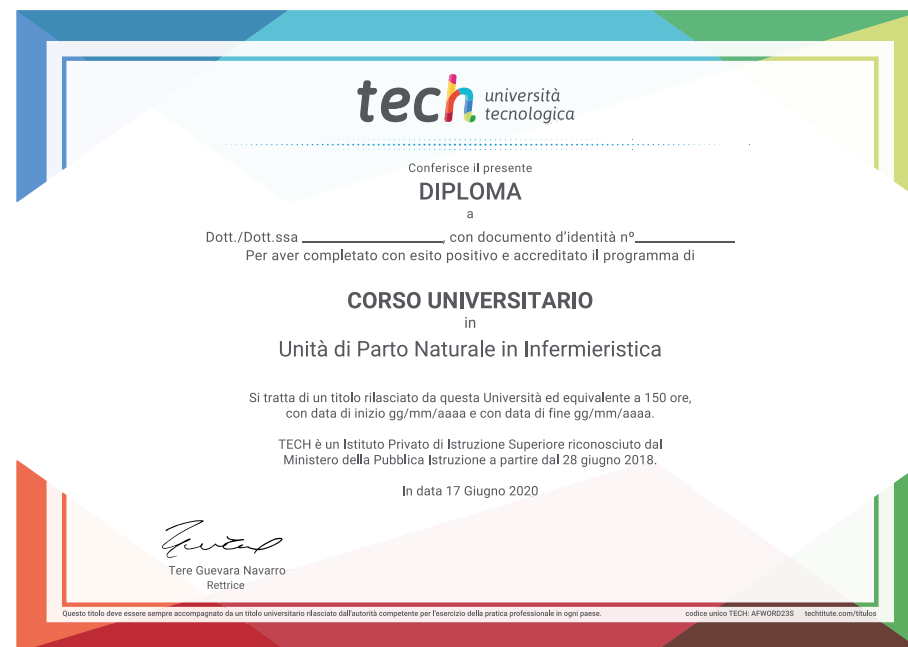 tech università
tecnologica
Conferisce il presente
DIPLOMA
a
Dott./Dott.ssa ____________________, con documento d'identità nº______________
Per aver completato con esito positivo e accreditato il programma di
CORSO UNIVERSITARIO
in
Unità di Parto Naturale in Infermieristica
Si tratta di un titolo rilasciato da questa Università ed equivalente a 150 ore,
con data di inizio gg/mm/aaaa e con data di fine gg/mm/aaaa.
TECH è un Istituto Privato di Istruzione Superiore riconosciuto dal
Ministero della Pubblica Istruzione a partire dal 28 giugno 2018.
In data 17 Giugno 2020
Tere Guevara Navarro
Rettrice
Questo titolo deve essere sempre accompagnato da un titolo universitario rilasciato dall'autorità competente per l'esercizio della pratica professionale in ogni paese. codice unico TECH: AFWORD23S techtitute.com/titulos